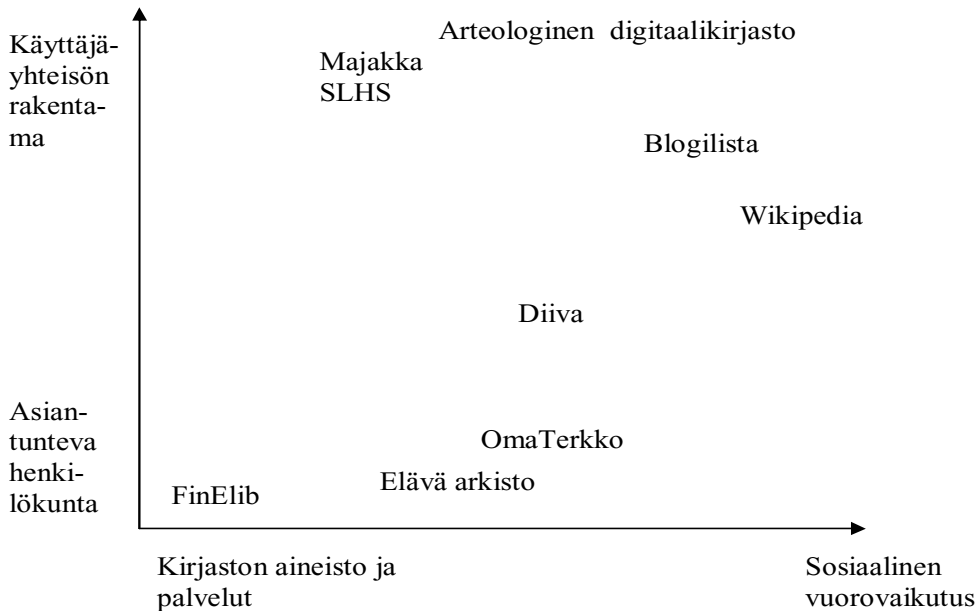 Käyttäjä-
yhteisön
rakenta-
ma
Arteologinen digitaalikirjasto
Majakka
SLHS
Blogilista
Wikipedia
Diiva
Asian-
tunteva
henki-
lökunta
OmaTerkko
Elävä arkisto
FinElib
Kirjaston aineisto ja
palvelut
Sosiaalinen
vuorovaikutus